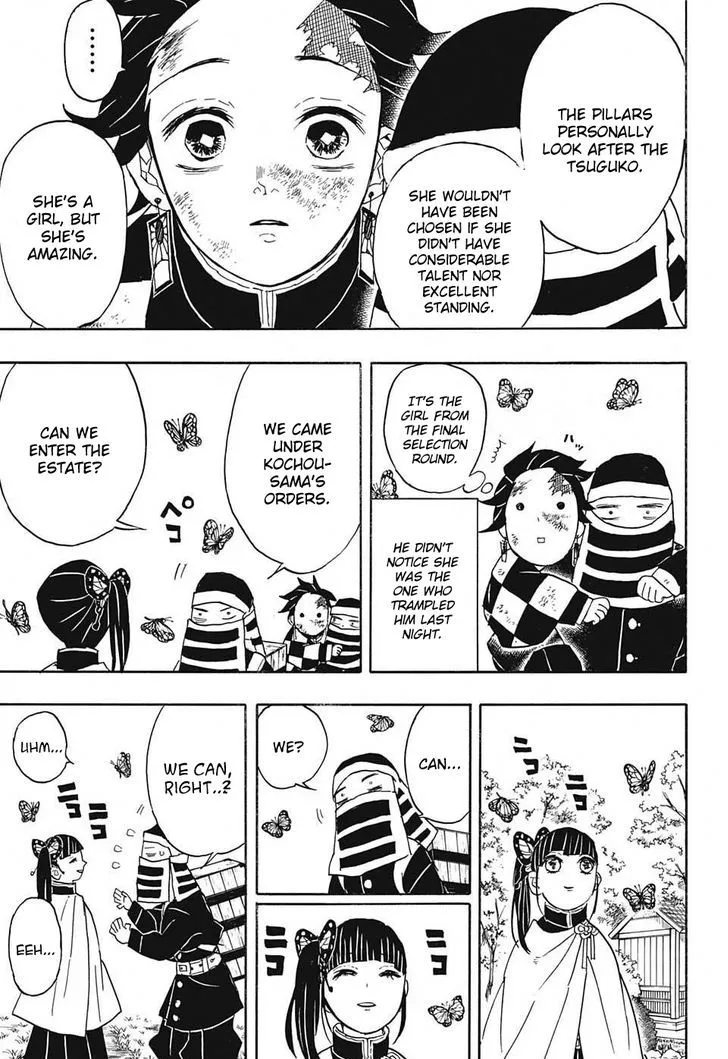 THE PILLARS
PERSONALLY
LOOK AFTER THE
TSUGUKO.
SHE WOULDN'T
HAVE BEEN
CHOSEN IF SHE
DIDN'T HAVE
CONSIDERABLE
TALENT NOR
EXCELLENT
STANDING.
......
SHE'S A
GIRL, BUT
SHE'S
AMAZING.
IT'S THE
GIRL FROM
THE FINAL
SELECTION
ROUND.
HE DIDN'T
NOTICE SHE
WAS THE
ONE WHO
TRAMPLED
HIM LAST
NIGHT.
WE CAME
UNDER
KOCHOU-
SAMA'S
ORDERS.
ペコ
CAN WE
ENTER THE
ESTATE?
ニコ
ニコ
CAN...
WE?
WE CAN,
RIGHT..?
UHM...
ニコ
ニコ
EEH...